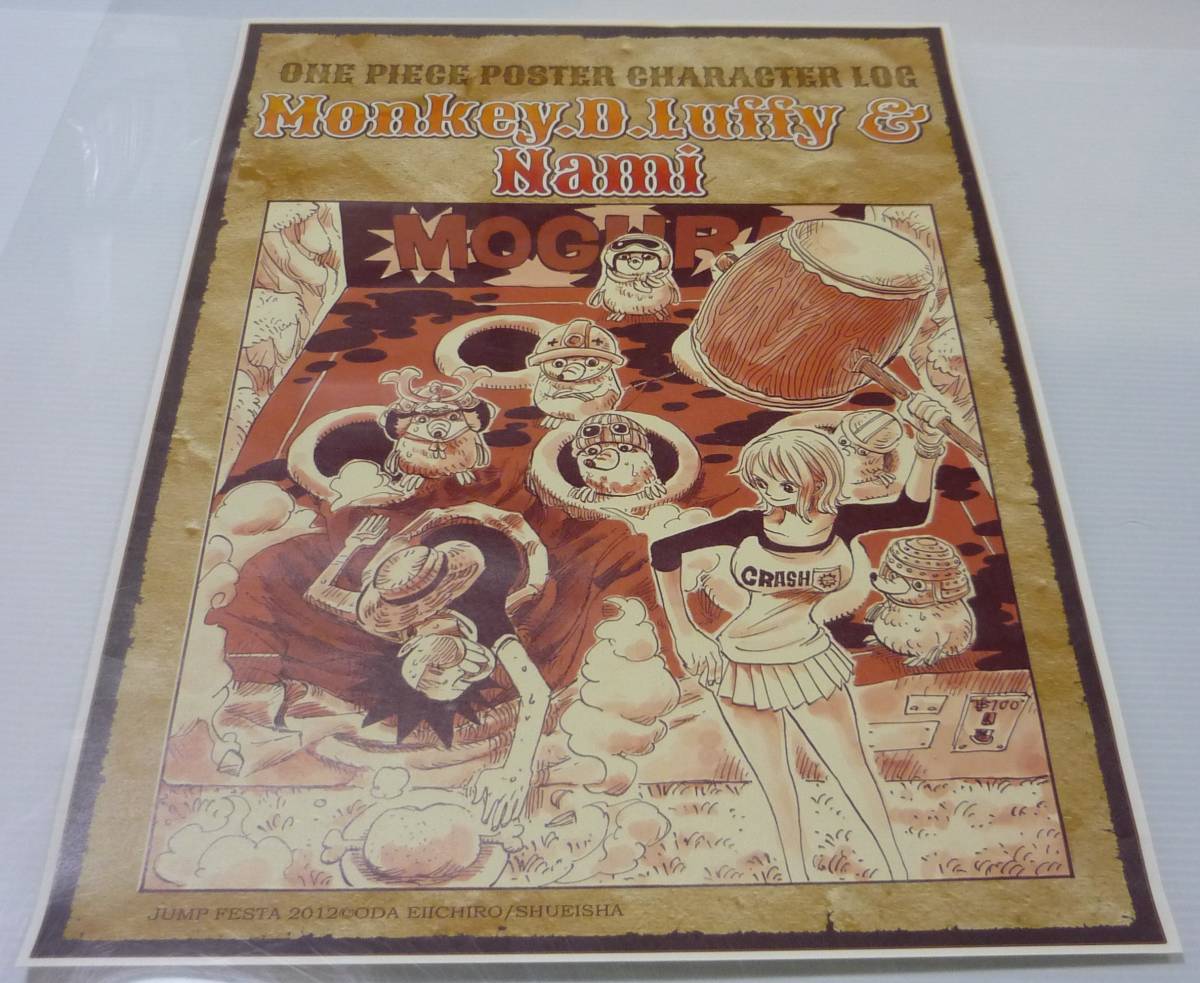 ONE PIECE POSTER CHARACTER LOG
Monkey.D.Luffy &
Nami
MOGURA
CRASH
฿100
JUMP FESTA 2012©ODA EIICHIRO/SHUEISHA